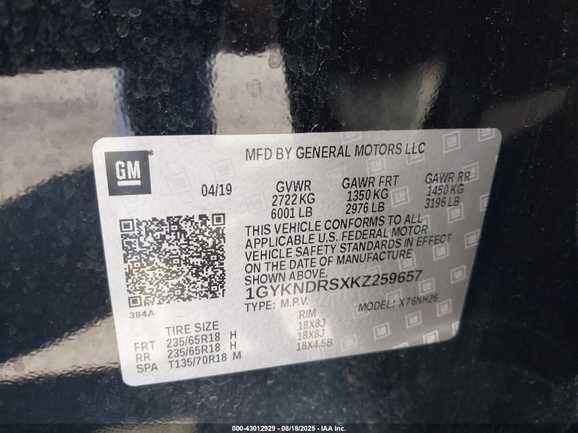 GM
MFD BY GENERAL MOTORS LLC
04/19 GVWR GAWR FRT GAWR RR
2722 KG 1350 KG 1450 KG
6001 LB 2976 LB 3196 LB
THIS VEHICLE CONFORMS TO ALL
APPLICABLE U.S. FEDERAL MOTOR
VEHICLE SAFETY STANDARDS IN EFFECT
ON THE DATE OF MANUFACTURE
SHOWN ABOVE.
1GYKNDRSXKZ259657
384A TYPE: M.P.V. MODEL: X76NH26
TIRE SIZE RIM
FRT 235/65R18 H 18X8J
RR 235/65R18 H 18X8J
SPA T135/70R18 M 18X4.5B
000-43012929 - 08/18/2025 - IAA Inc.